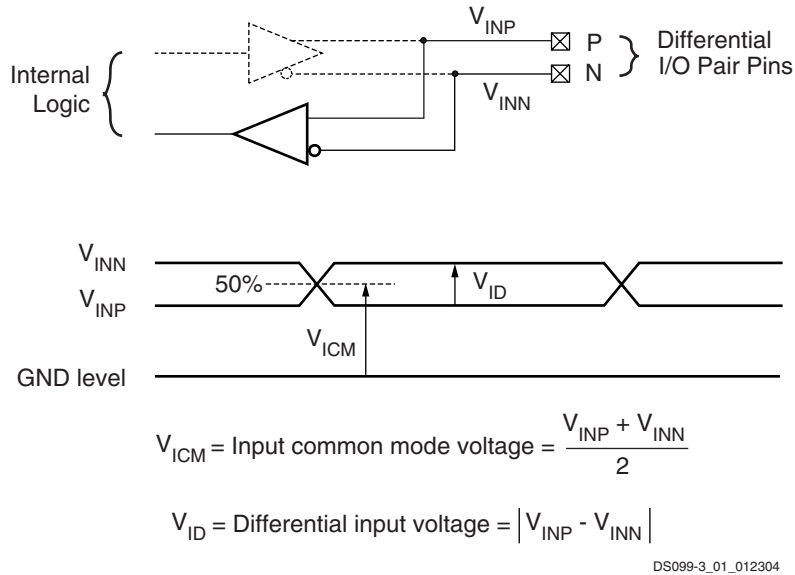 V_INP
P
Differential
I/O Pair Pins
N
Internal
Logic
V_INN
V_INN
50%
V_ID
V_INP
V_ICM
GND level
V_ICM = Input common mode voltage = (V_INP + V_INN) / 2
V_ID = Differential input voltage = |V_INP - V_INN|
DS099-3_01_012304